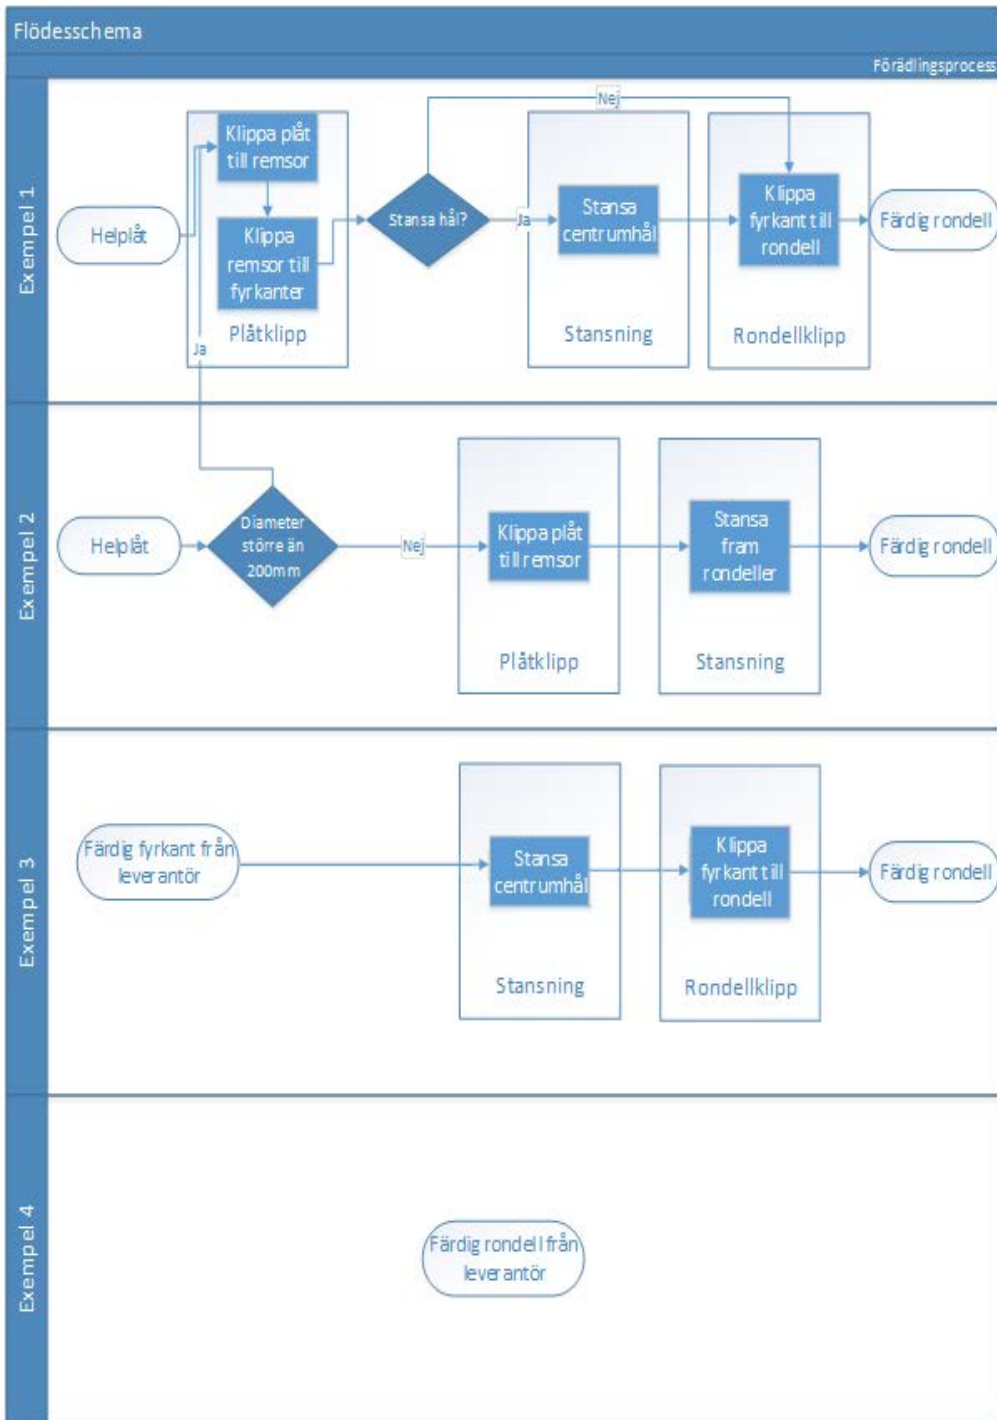 Flödesschema
Förädlingsprocess
Exempel 1
Helplåt
Klippa plåt
till remsor
Klippa
remsor till
fyrkanter
Plåtklipp
Ja
Stansa hål?
Nej
Ja
Stansa
centrumhål
Stansning
Klippa
fyrkant till
rondell
Rondellklipp
Färdig rondell
Exempel 2
Helplåt
Diameter
större än
200mm
Nej
Klippa plåt
till remsor
Plåtklipp
Stansa
fram
rondeller
Stansning
Färdig rondell
Exempel 3
Färdig fyrkant från
leverantör
Stansa
centrumhål
Stansning
Klippa
fyrkant till
rondell
Rondellklipp
Färdig rondell
Exempel 4
Färdig rondell från
leverantör